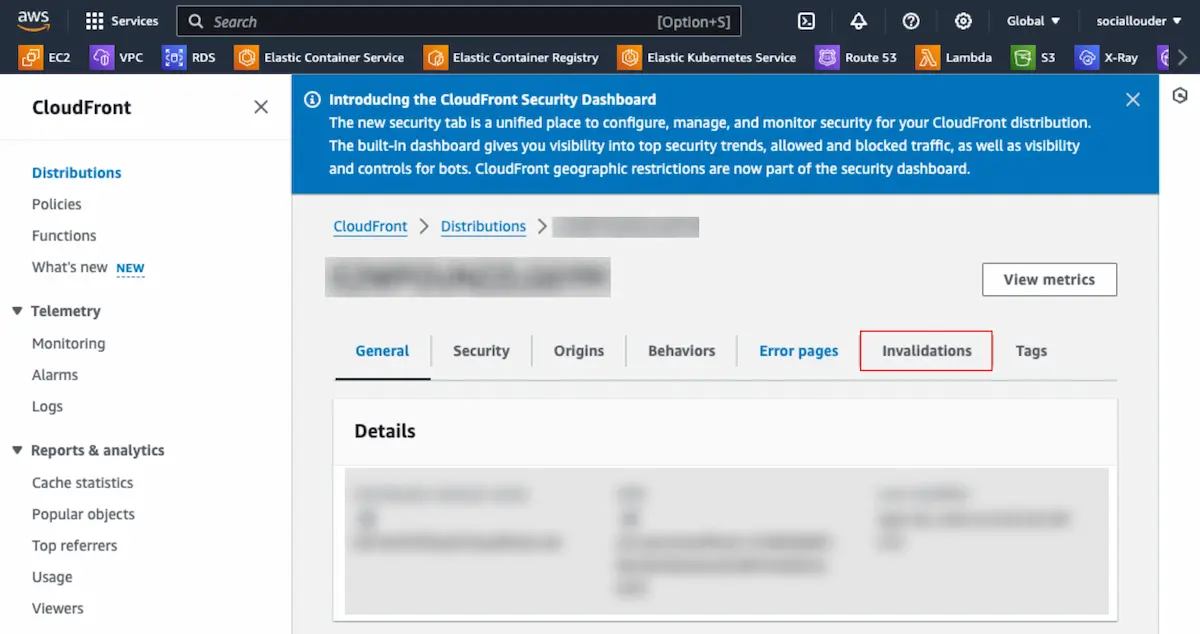 aws
Services
Search
[Option+S]
Global
sociallouder
EC2
VPC
RDS
Elastic Container Service
Elastic Container Registry
Elastic Kubernetes Service
Route 53
Lambda
S3
X-Ray
CloudFront
Distributions
Policies
Functions
What's new NEW
Telemetry
Monitoring
Alarms
Logs
Reports & analytics
Cache statistics
Popular objects
Top referrers
Usage
Viewers
Introducing the CloudFront Security Dashboard
The new security tab is a unified place to configure, manage, and monitor security for your CloudFront distribution.
The built-in dashboard gives you visibility into top security trends, allowed and blocked traffic, as well as visibility
and controls for bots. CloudFront geographic restrictions are now part of the security dashboard.
CloudFront
Distributions
View metrics
General
Security
Origins
Behaviors
Error pages
Invalidations
Tags
Details